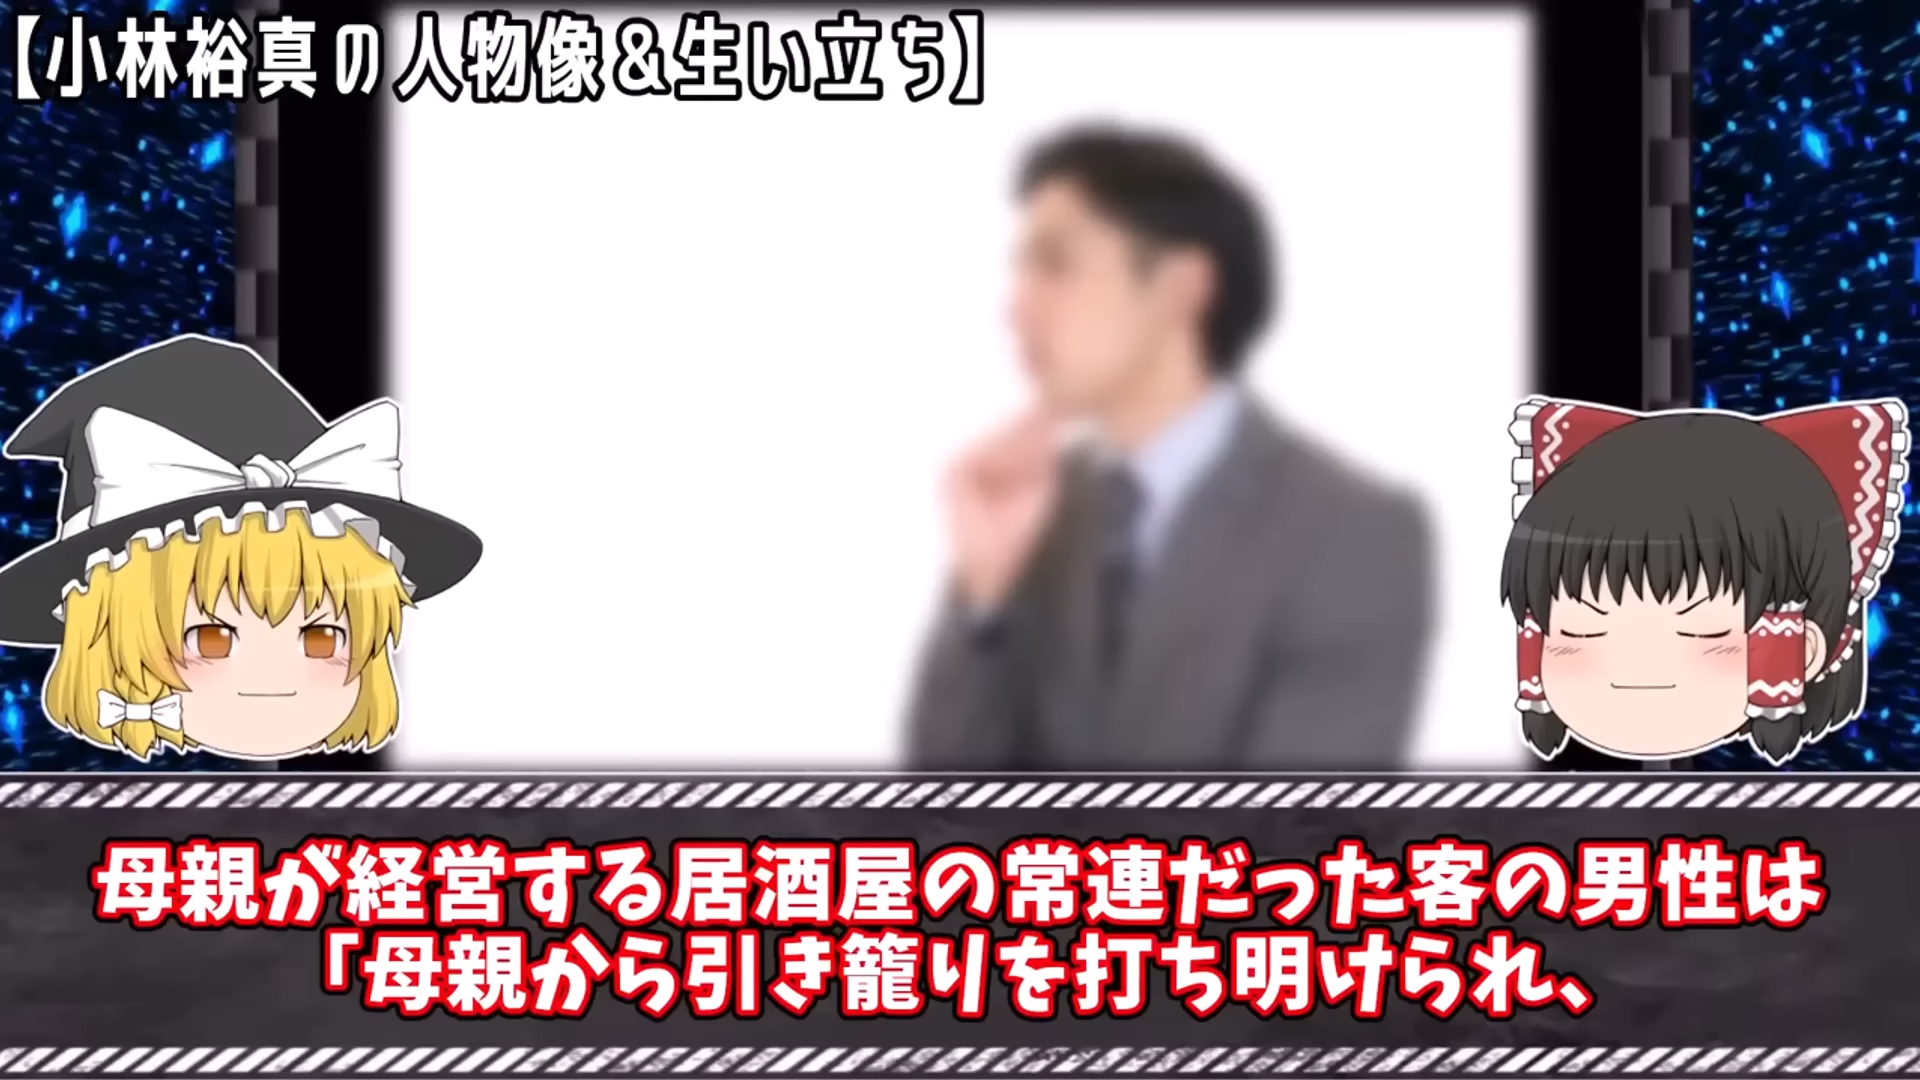 【小林裕真の人物像＆生い立ち】
母親が経営する居酒屋の常連だった客の男性は
「母親から引き籠りを打ち明けられ、